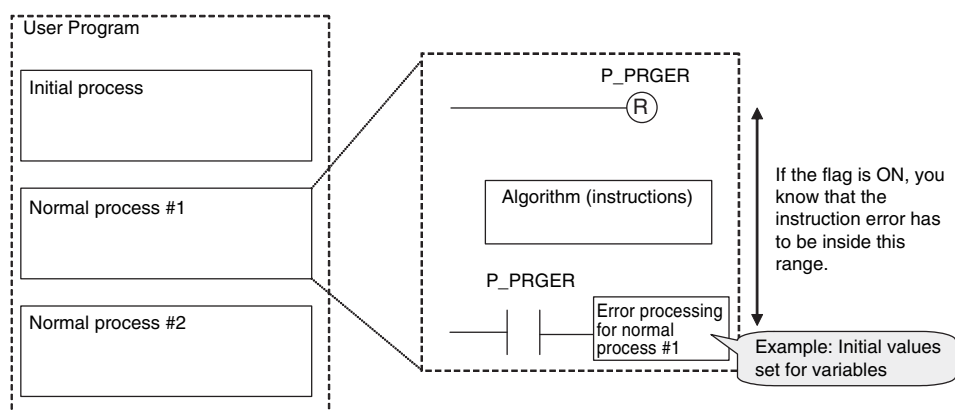 User Program
Initial process
Normal process #1
Normal process #2
P_PRGER
R
Algorithm (instructions)
P_PRGER
Error processing
for normal
process #1
If the flag is ON, you
know that the
instruction error has
to be inside this
range.
Example: Initial values
set for variables